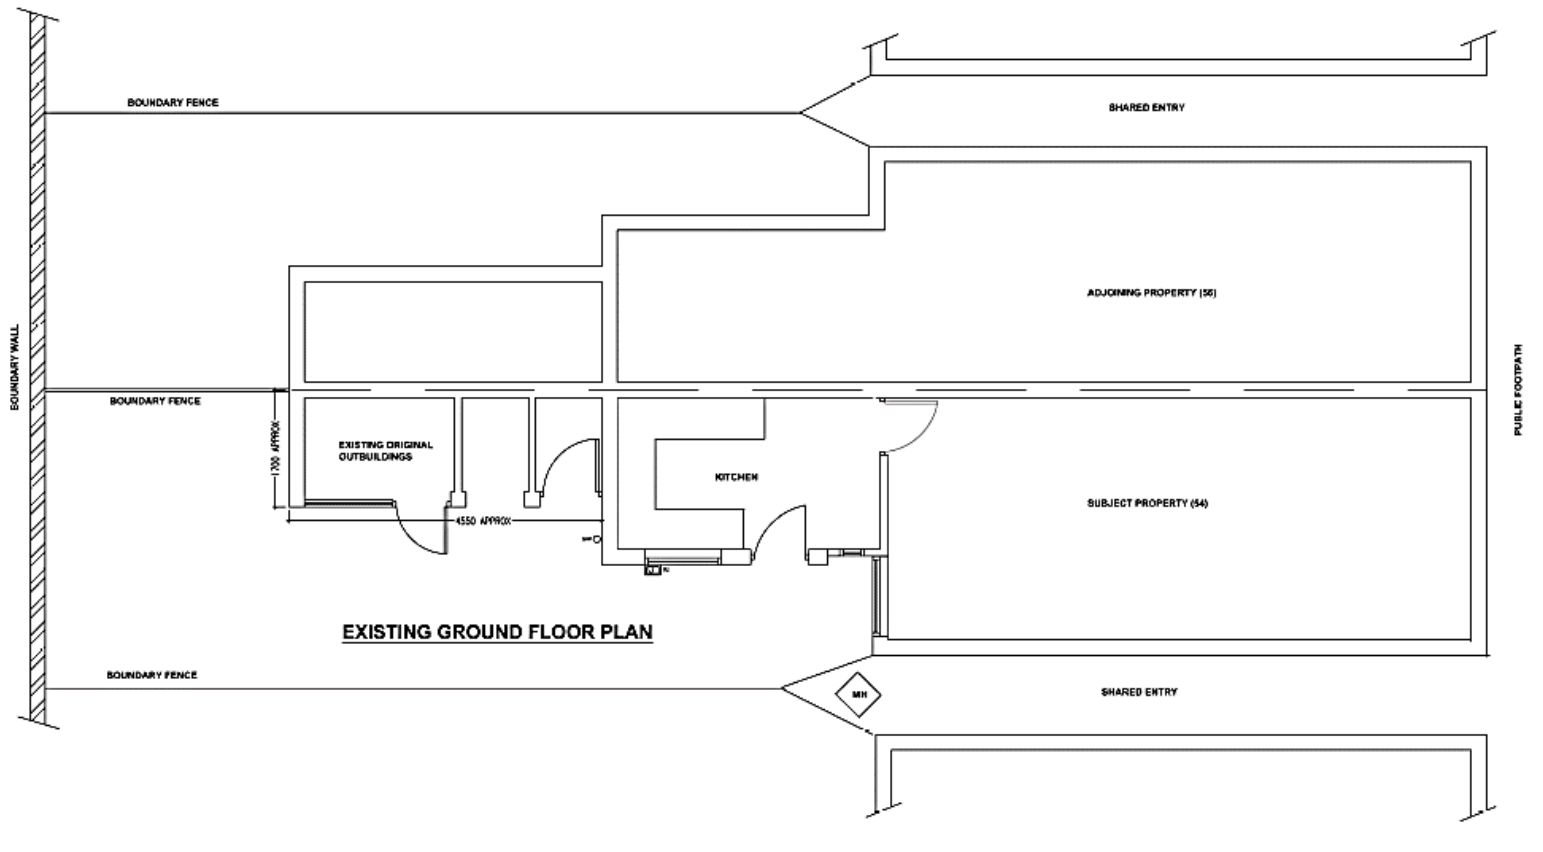 BOUNDARY FENCE
SHARED ENTRY
ADJOINING PROPERTY (56)
BOUNDARY WALL
PUBLIC FOOTPATH
BOUNDARY FENCE
1700 APPROX
EXISTING ORIGINAL
OUTBUILDINGS
KITCHEN
SUBJECT PROPERTY (54)
4550 APPROX
EXISTING GROUND FLOOR PLAN
BOUNDARY FENCE
MH
SHARED ENTRY